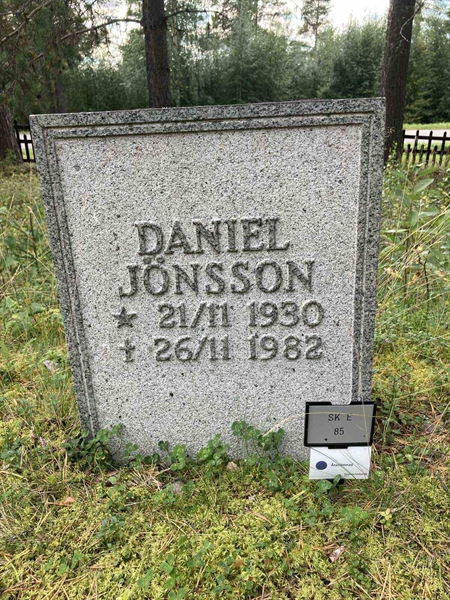 DANIEL
JÖNSSON
★ 21/11 1930
† 26/11 1982
SK E
85